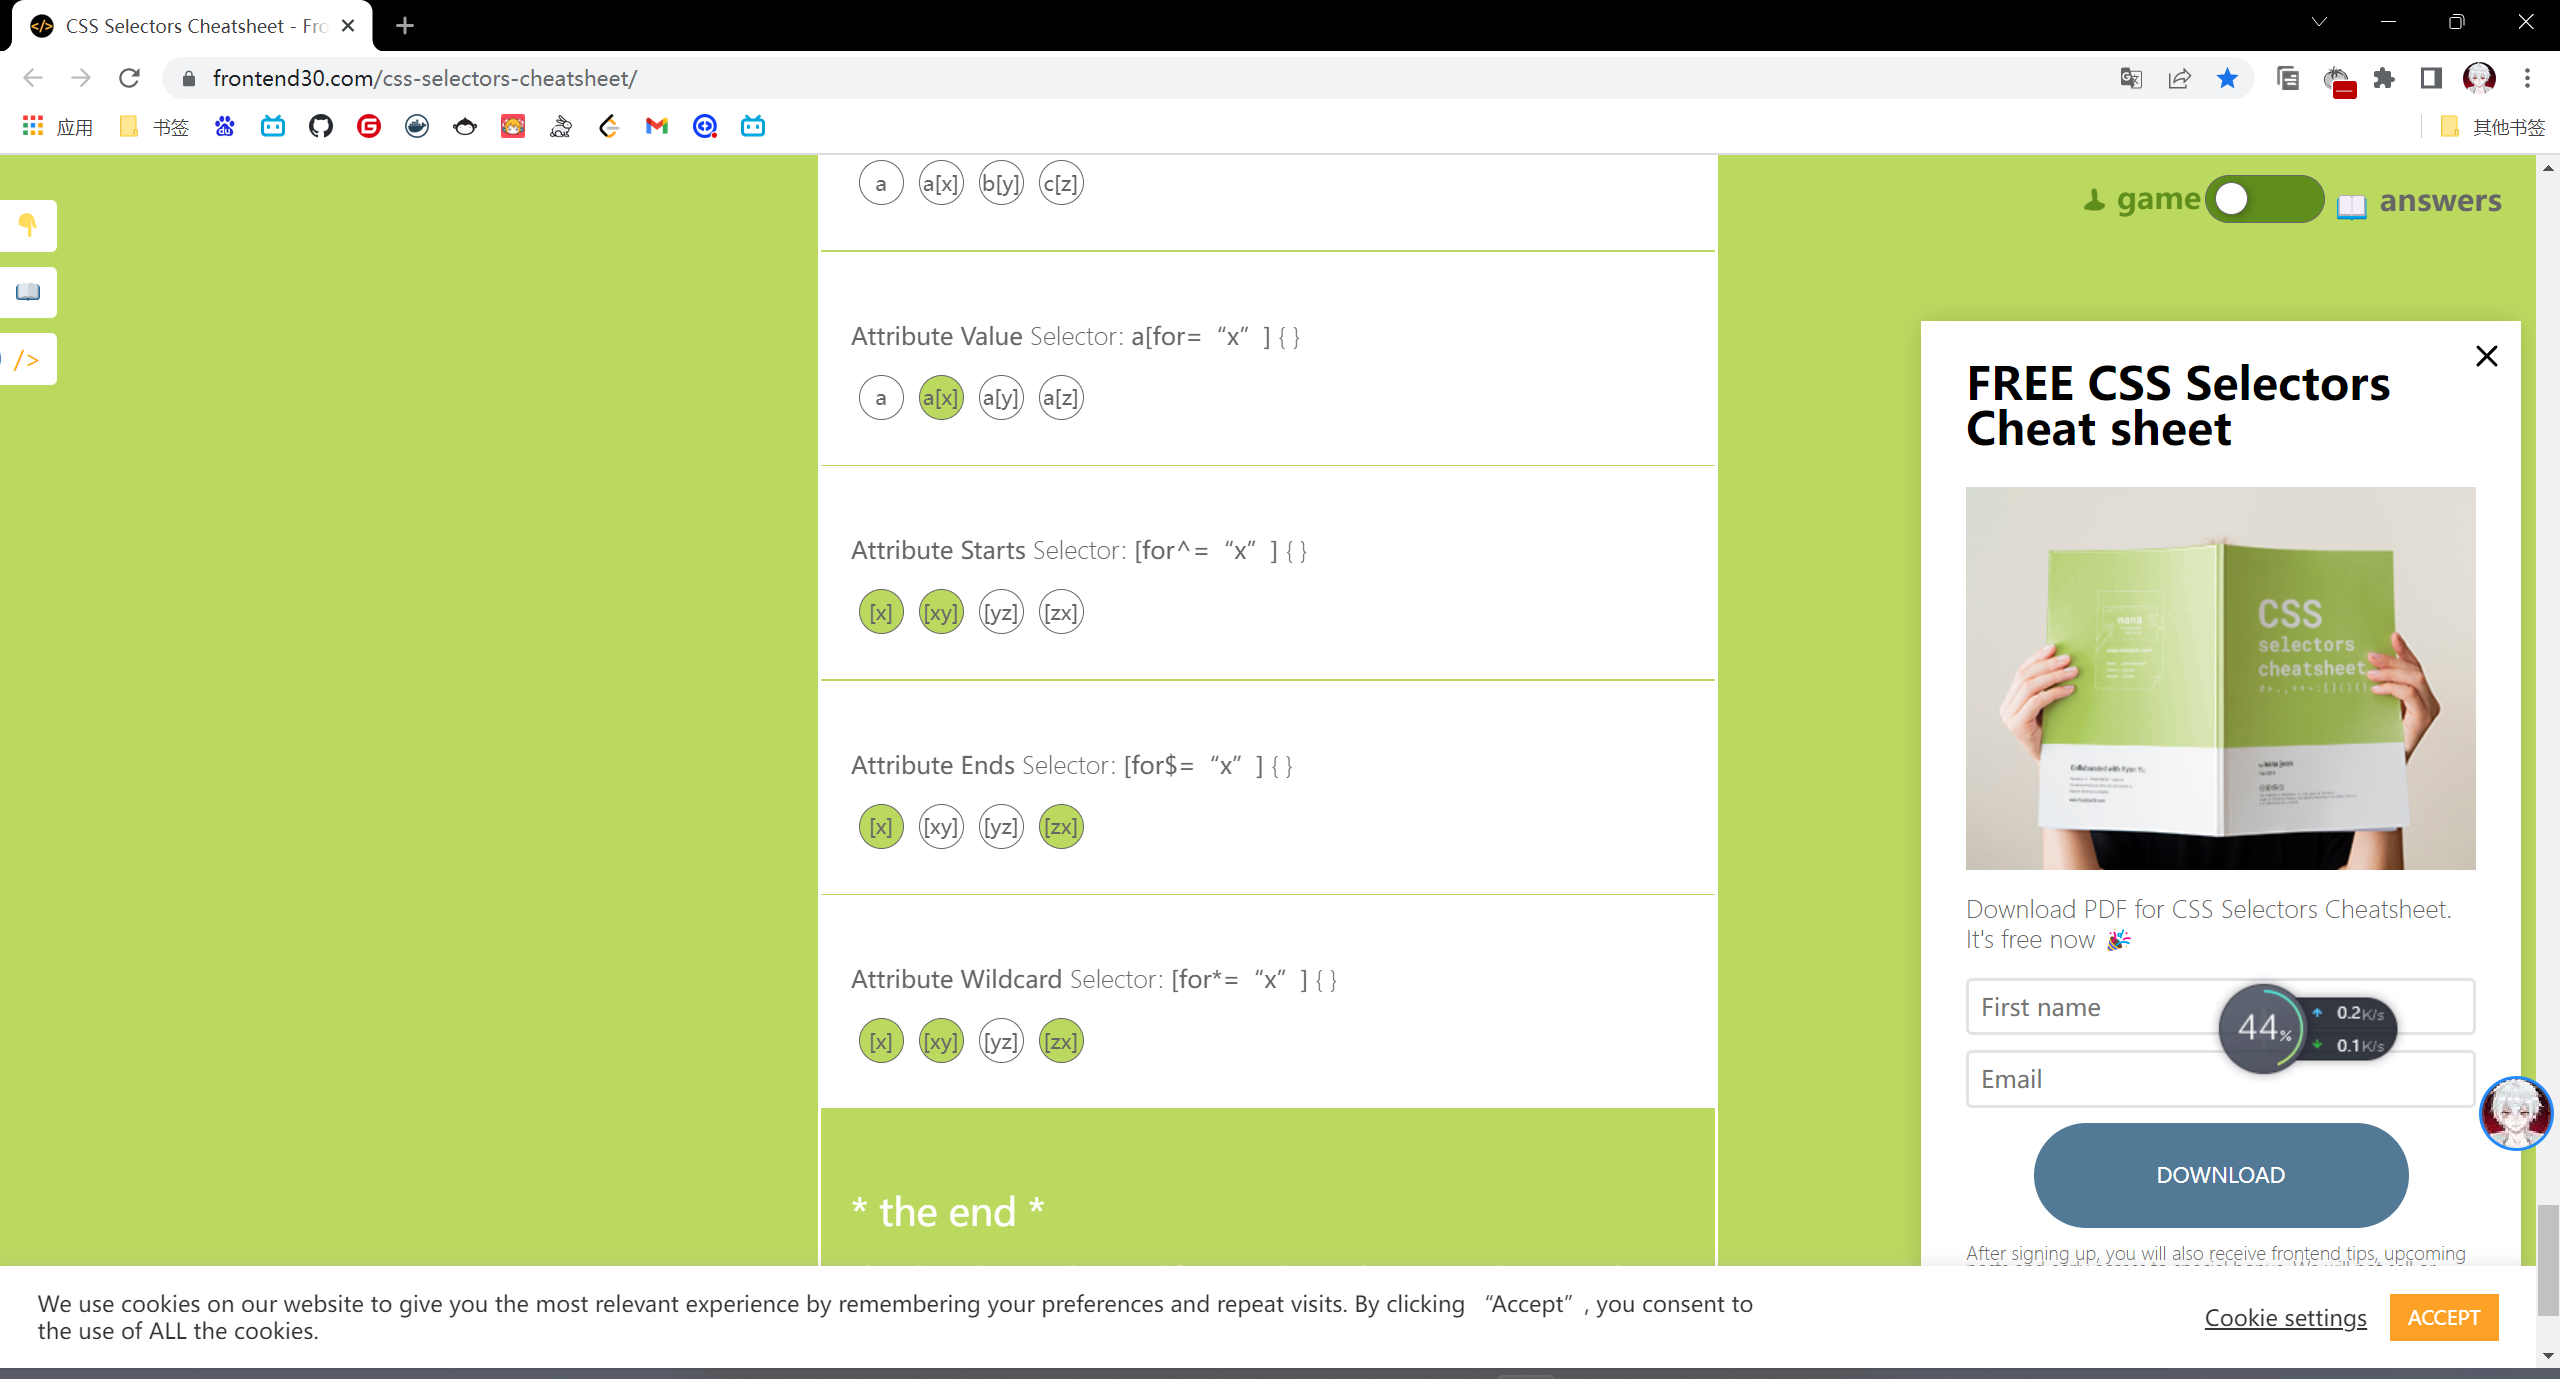 CSS Selectors Cheatsheet - Fro
frontend30.com/css-selectors-cheatsheet/
应用
书签
其他书签
a
a[x]
b[y]
c[z]
game
answers
Attribute Value Selector: a[for= “x” ] { }
a
a[x]
a[y]
a[z]
Attribute Starts Selector: [for^= “x” ] { }
[x]
[xy]
[yz]
[zx]
Attribute Ends Selector: [for$= “x” ] { }
[x]
[xy]
[yz]
[zx]
Attribute Wildcard Selector: [for*= “x” ] { }
[x]
[xy]
[yz]
[zx]
* the end *
/>
FREE CSS Selectors
Cheat sheet
CSS
selectors
cheatsheet
Download PDF for CSS Selectors Cheatsheet.
It's free now
First name
44%
0.2K/s
0.1K/s
Email
DOWNLOAD
After signing up, you will also receive frontend tips, upcoming
We use cookies on our website to give you the most relevant experience by remembering your preferences and repeat visits. By clicking “Accept” , you consent to
the use of ALL the cookies.
Cookie settings
ACCEPT